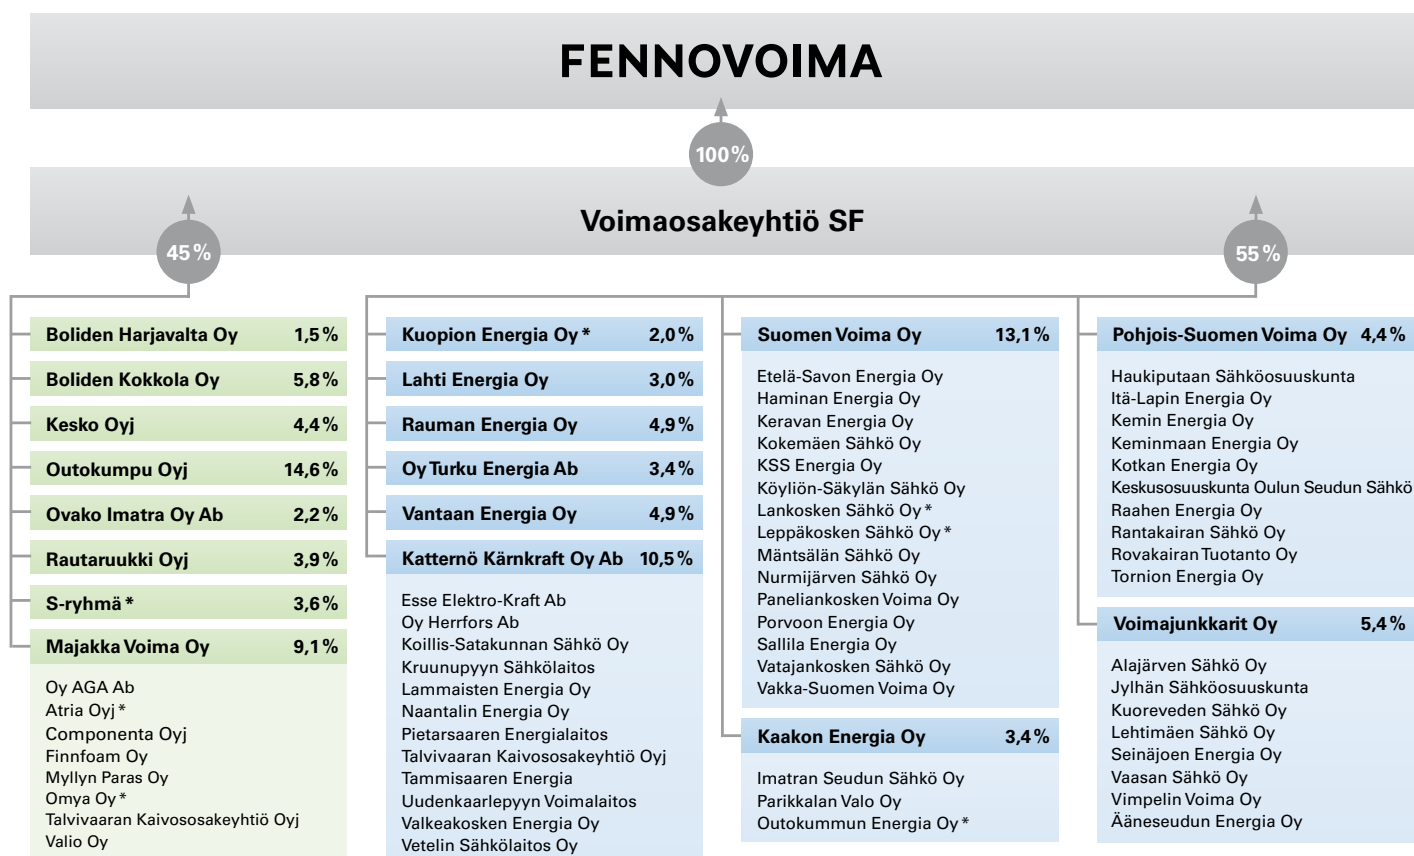 FENNOVOIMA
100%
Voimaosakeyhtiö SF
45%
55%
Boliden Harjavalta Oy 1,5%
Boliden Kokkola Oy 5,8%
Kesko Oyj 4,4%
Outokumpu Oyj 14,6%
Ovako Imatra Oy Ab 2,2%
Rautaruukki Oyj 3,9%
S-ryhmä * 3,6%
Majakka Voima Oy 9,1%
Oy AGA Ab
Atria Oyj *
Componenta Oyj
Finnfoam Oy
Myllyn Paras Oy
Omya Oy *
Talvivaaran Kaivososakeyhtiö Oyj
Valio Oy
Kuopion Energia Oy * 2,0%
Lahti Energia Oy 3,0%
Rauman Energia Oy 4,9%
Oy Turku Energia Ab 3,4%
Vantaan Energia Oy 4,9%
Katternö Kärnkraft Oy Ab 10,5%
Esse Elektro-Kraft Ab
Oy Herrfors Ab
Koillis-Satakunnan Sähkö Oy
Kruunupyyn Sähkölaitos
Lammaisten Energia Oy
Naantalin Energia Oy
Pietarsaaren Energialaitos
Talvivaaran Kaivososakeyhtiö Oyj
Tammisaaren Energia
Uudenkaarlepyyn Voimalaitos
Valkeakosken Energia Oy
Vetelin Sähkölaitos Oy
Suomen Voima Oy 13,1%
Etelä-Savon Energia Oy
Haminan Energia Oy
Keravan Energia Oy
Kokemäen Sähkö Oy
KSS Energia Oy
Köyliön-Säkylän Sähkö Oy
Lankosken Sähkö Oy *
Leppäkosken Sähkö Oy *
Mäntsälän Sähkö Oy
Nurmijärven Sähkö Oy
Paneliankosken Voima Oy
Porvoon Energia Oy
Sallila Energia Oy
Vatajankosken Sähkö Oy
Vakka-Suomen Voima Oy
Kaakon Energia Oy 3,4%
Imatran Seudun Sähkö Oy
Parikkalan Valo Oy
Outokummun Energia Oy *
Pohjois-Suomen Voima Oy 4,4%
Haukiputaan Sähköosuuskunta
Itä-Lapin Energia Oy
Kemin Energia Oy
Keminmaan Energia Oy
Kotkan Energia Oy
Keskusosuuskunta Oulun Seudun Sähkö
Raahen Energia Oy
Rantakairan Sähkö Oy
Rovakairan Tuotanto Oy
Tornion Energia Oy
Voimajunkkarit Oy 5,4%
Alajärven Sähkö Oy
Jylhän Sähköosuuskunta
Kuoreveden Sähkö Oy
Lehtimäen Sähkö Oy
Seinäjoen Energia Oy
Vaasan Sähkö Oy
Vimpelin Voima Oy
Ääneseudun Energia Oy